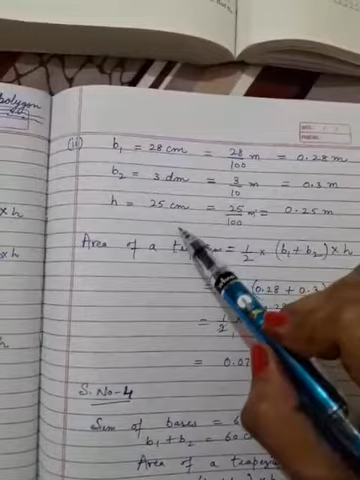 polygon
(ii) b₁ = 28 cm = 28/100 m = 0.28 m
b₂ = 3 dm = 3/10 m = 0.3 m
h = 25 cm = 25/100 m = 0.25 m
Area of a = 1/2 × (b₁ + b₂) × h
(0.28 + 0.3
= 1/2
= 0.07
S.No-4
Sum of bases = 6
b₁ + b₂ = 60 c
Area of a trapez